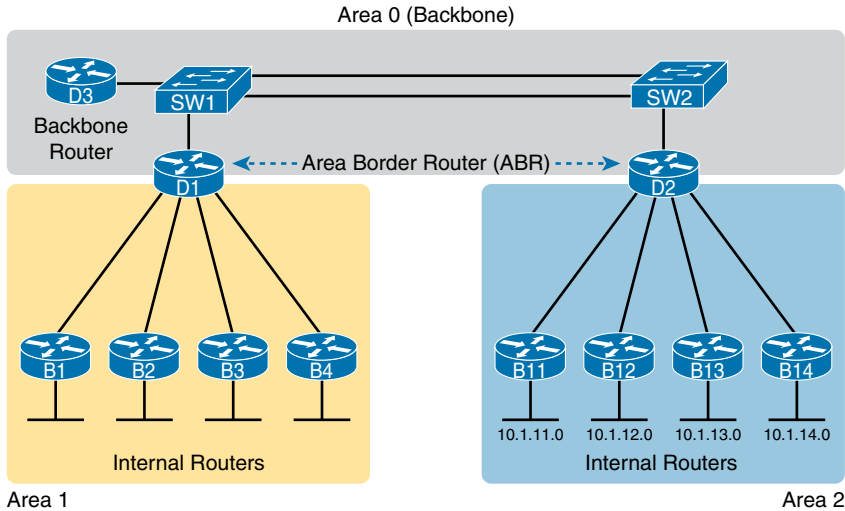 Area 0 (Backbone)
D3
SW1
SW2
Backbone
Router
Area Border Router (ABR)
D1
D2
B1
B2
B3
B4
B11
B12
B13
B14
10.1.11.0
10.1.12.0
10.1.13.0
10.1.14.0
Internal Routers
Internal Routers
Area 1
Area 2